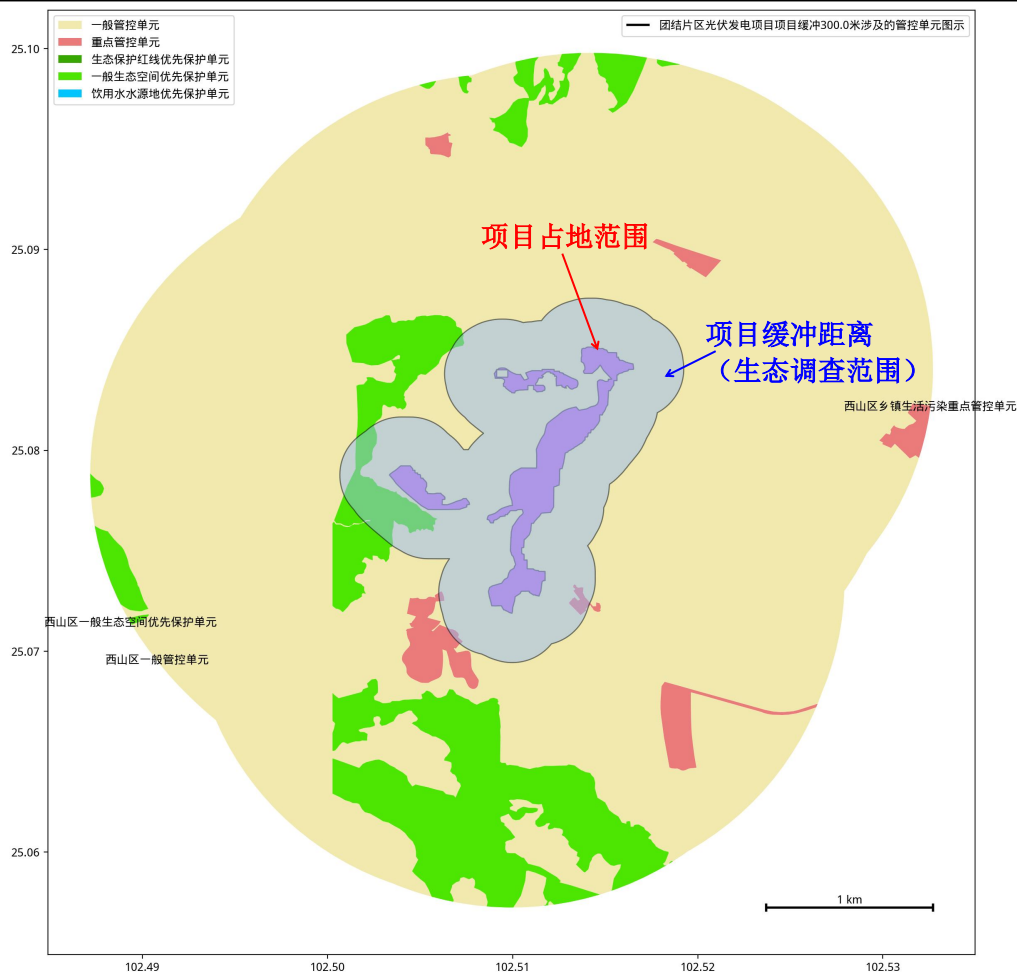 一般管控单元
重点管控单元
生态保护红线优先保护单元
一般生态空间优先保护单元
饮用水水源地优先保护单元
团结片区光伏发电项目项目缓冲300.0米涉及的管控单元图示
25.10
项目占地范围
25.09
项目缓冲距离
（生态调查范围）
西山区乡镇生活污染重点管控单元
25.08
西山区一般生态空间优先保护单元
西山区一般管控单元
25.07
25.06
1 km
102.49
102.50
102.51
102.52
102.53